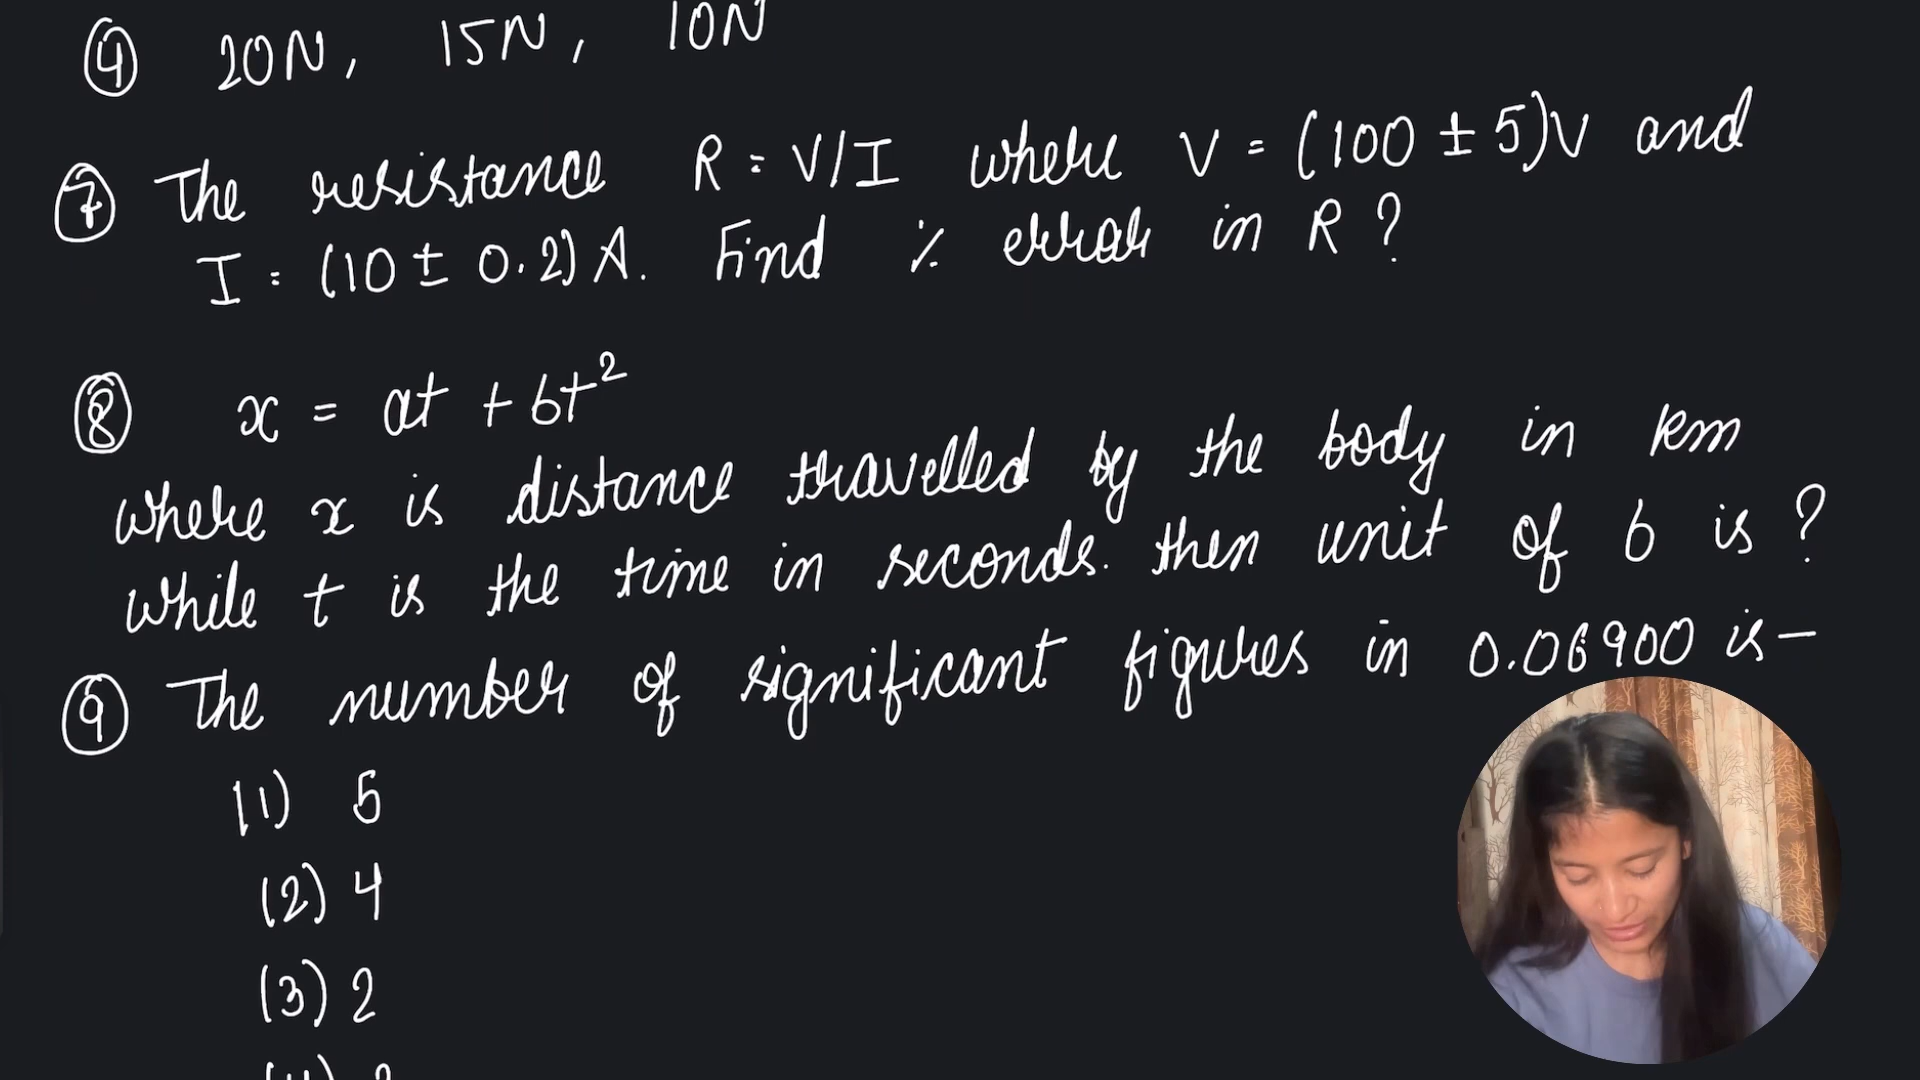 ④ 20N, 15N, 10N
⑦ The resistance R = V/I where V = (100 ± 5)V and
I = (10 ± 0.2) A. Find % error in R ?
⑧ x = at + bt²
where x is distance travelled by the body in km
while t is the time in seconds. then unit of b is ?
⑨ The number of significant figures in 0.06900 is –
(1) 5
(2) 4
(3) 2